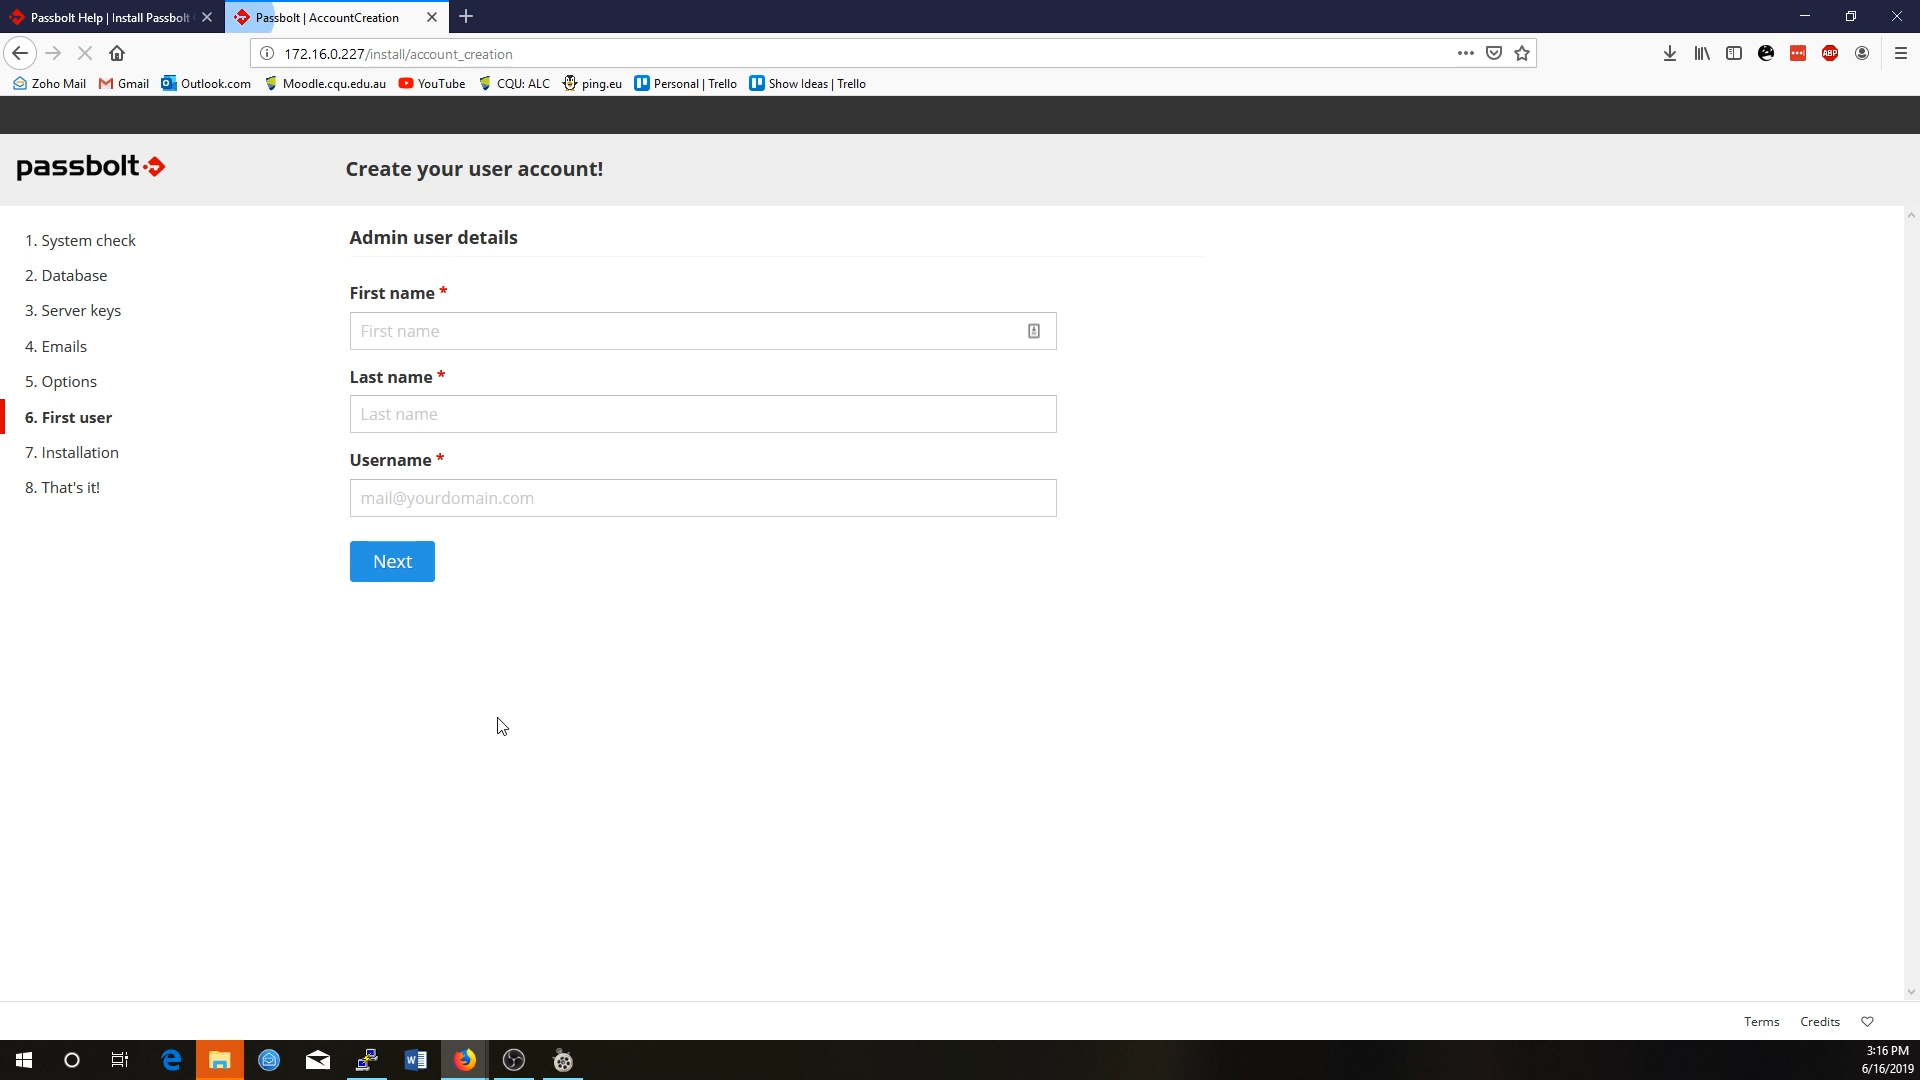 Passbolt Help | Install Passbolt
Passbolt | AccountCreation
172.16.0.227/install/account_creation
Zoho Mail
Gmail
Outlook.com
Moodle.cqu.edu.au
YouTube
CQU: ALC
ping.eu
Personal | Trello
Show Ideas | Trello
ABP
passbolt
Create your user account!
1. System check
2. Database
3. Server keys
4. Emails
5. Options
6. First user
7. Installation
8. That's it!
Admin user details
First name *
First name
Last name *
Last name
Username *
mail@yourdomain.com
Next
Terms
Credits
3:16 PM
6/16/2019